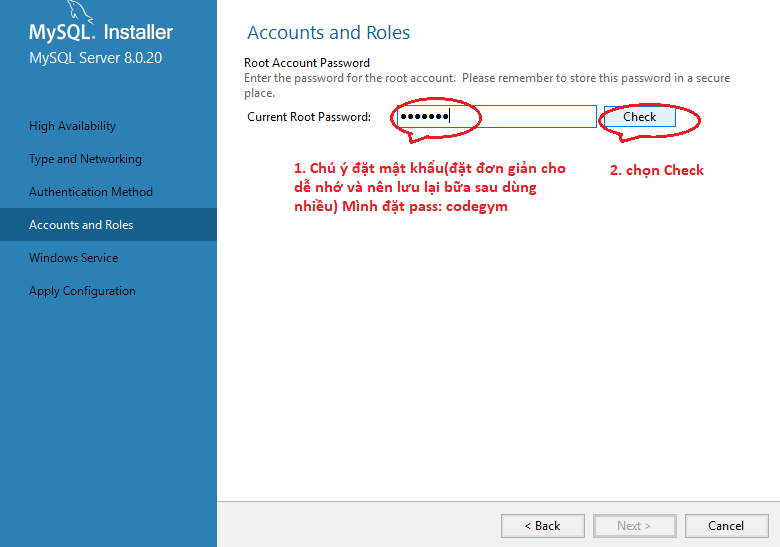 MySQL. Installer
MySQL Server 8.0.20
High Availability
Type and Networking
Authentication Method
Accounts and Roles
Windows Service
Apply Configuration
Accounts and Roles
Root Account Password
Enter the password for the root account. Please remember to store this password in a secure
place.
Current Root Password:
●●●●●●●
Check
1. Chú ý đặt mật khẩu(đặt đơn giản cho
dễ nhớ và nên lưu lại bữa sau dùng
nhiều) Mình đặt pass: codegym
2. chọn Check
< Back
Next >
Cancel